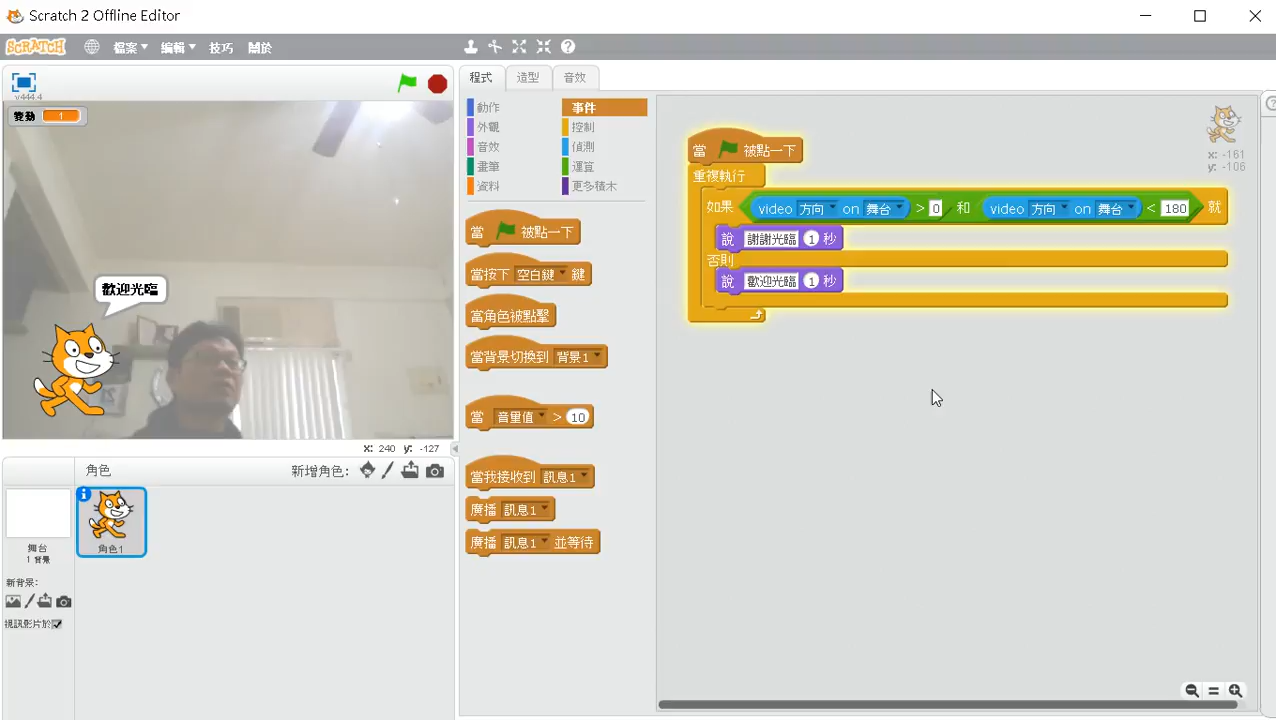 Scratch 2 Offline Editor
SCRATCH 檔案 編輯 技巧 關於
v444.4
變動 1
歡迎光臨
x: 240 y: -127
角色 新增角色:
角色1
舞台
1 背景
新背景:
視訊影片於
程式 造型 音效
動作 事件
外觀 控制
音效 偵測
畫筆 運算
資料 更多積木
當 被點一下
當按下 空白鍵 鍵
當角色被點擊
當背景切換到 背景1
當 音量值 > 10
當我接收到 訊息1
廣播 訊息1
廣播 訊息1 並等待
當 被點一下
重複執行
如果 video 方向 on 舞台 > 0 和 video 方向 on 舞台 < 180 就
說 謝謝光臨 1 秒
否則
說 歡迎光臨 1 秒
x: -161
y: -106